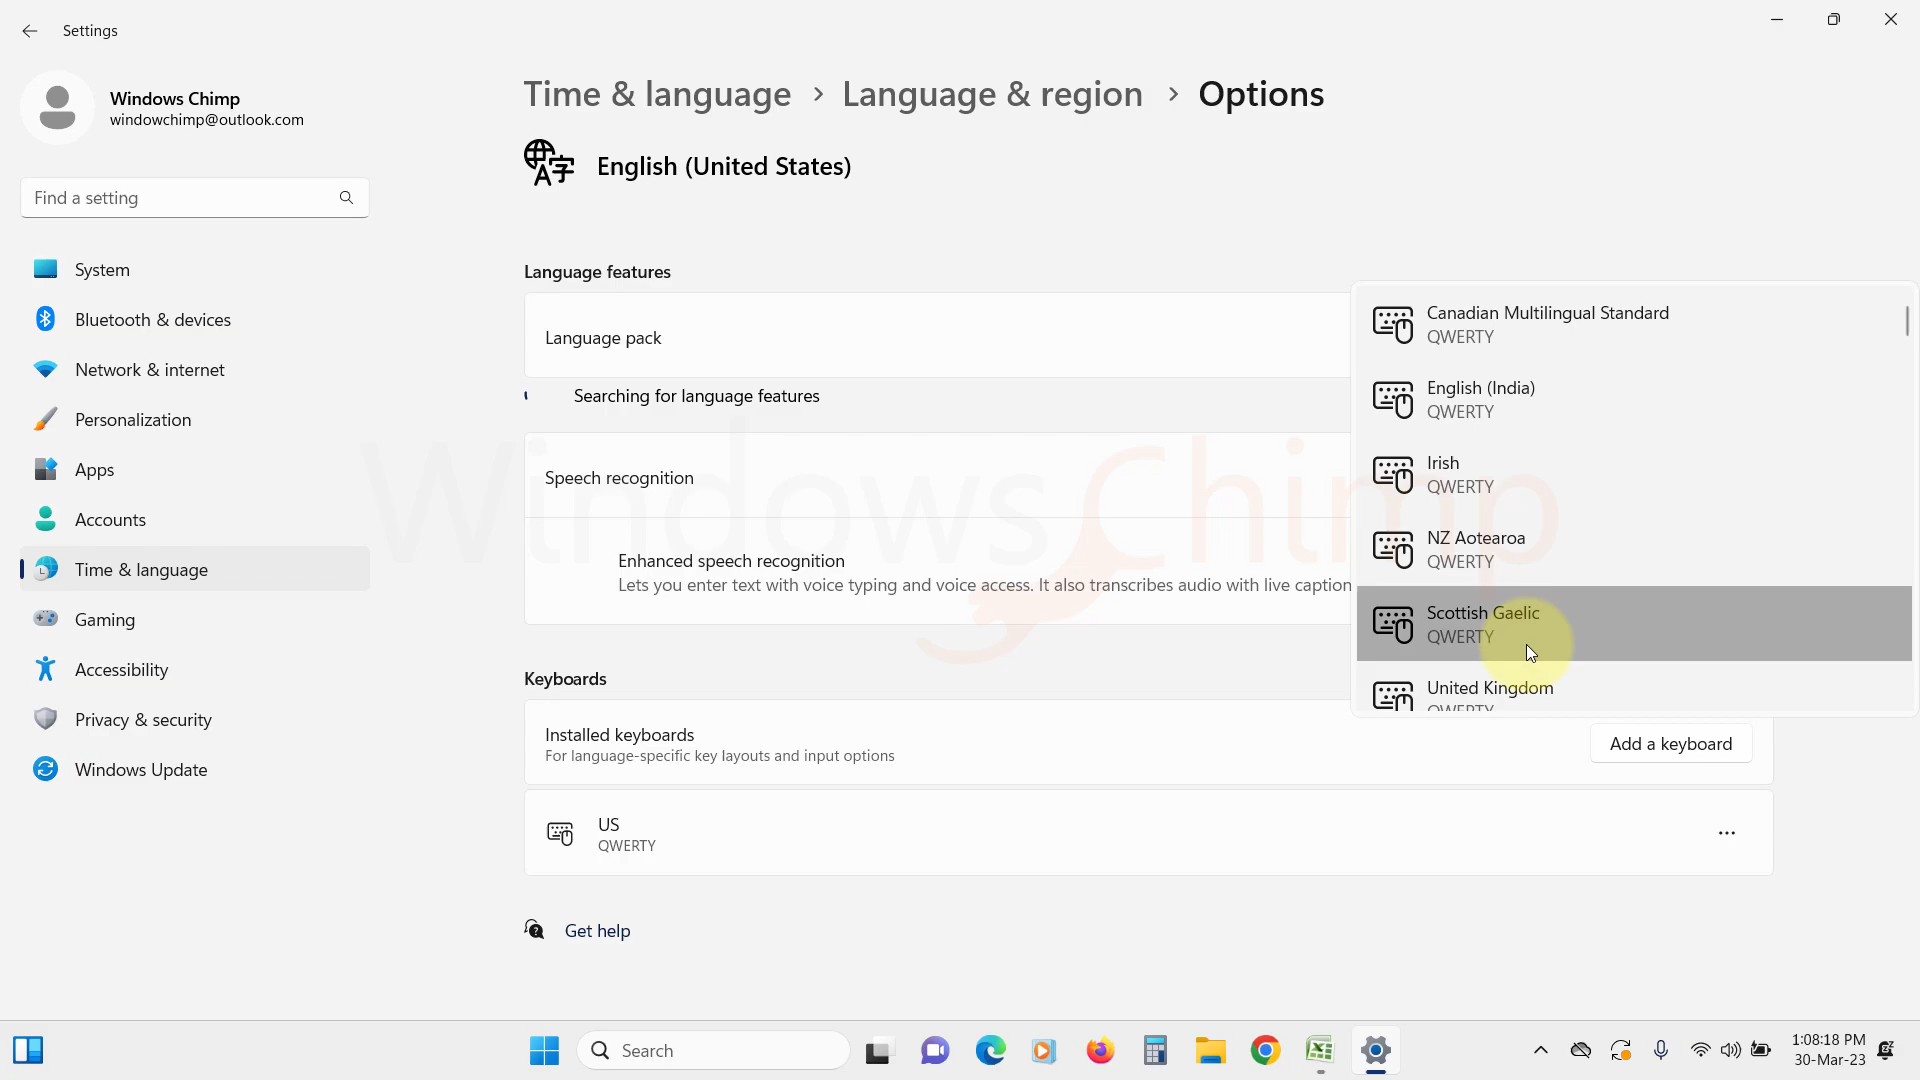 Settings
Windows Chimp
windowchimp@outlook.com
Find a setting
System
Bluetooth & devices
Network & internet
Personalization
Apps
Accounts
Time & language
Gaming
Accessibility
Privacy & security
Windows Update
Time & language > Language & region > Options
English (United States)
Language features
Language pack
Searching for language features
Speech recognition
Enhanced speech recognition
Lets you enter text with voice typing and voice access. It also transcribes audio with live caption
Canadian Multilingual Standard
QWERTY
English (India)
QWERTY
Irish
QWERTY
NZ Aotearoa
QWERTY
Scottish Gaelic
QWERTY
United Kingdom
QWERTY
Keyboards
Installed keyboards
For language-specific key layouts and input options
Add a keyboard
US
QWERTY
Get help
Windows Chimp
Search
1:08:18 PM
30-Mar-23